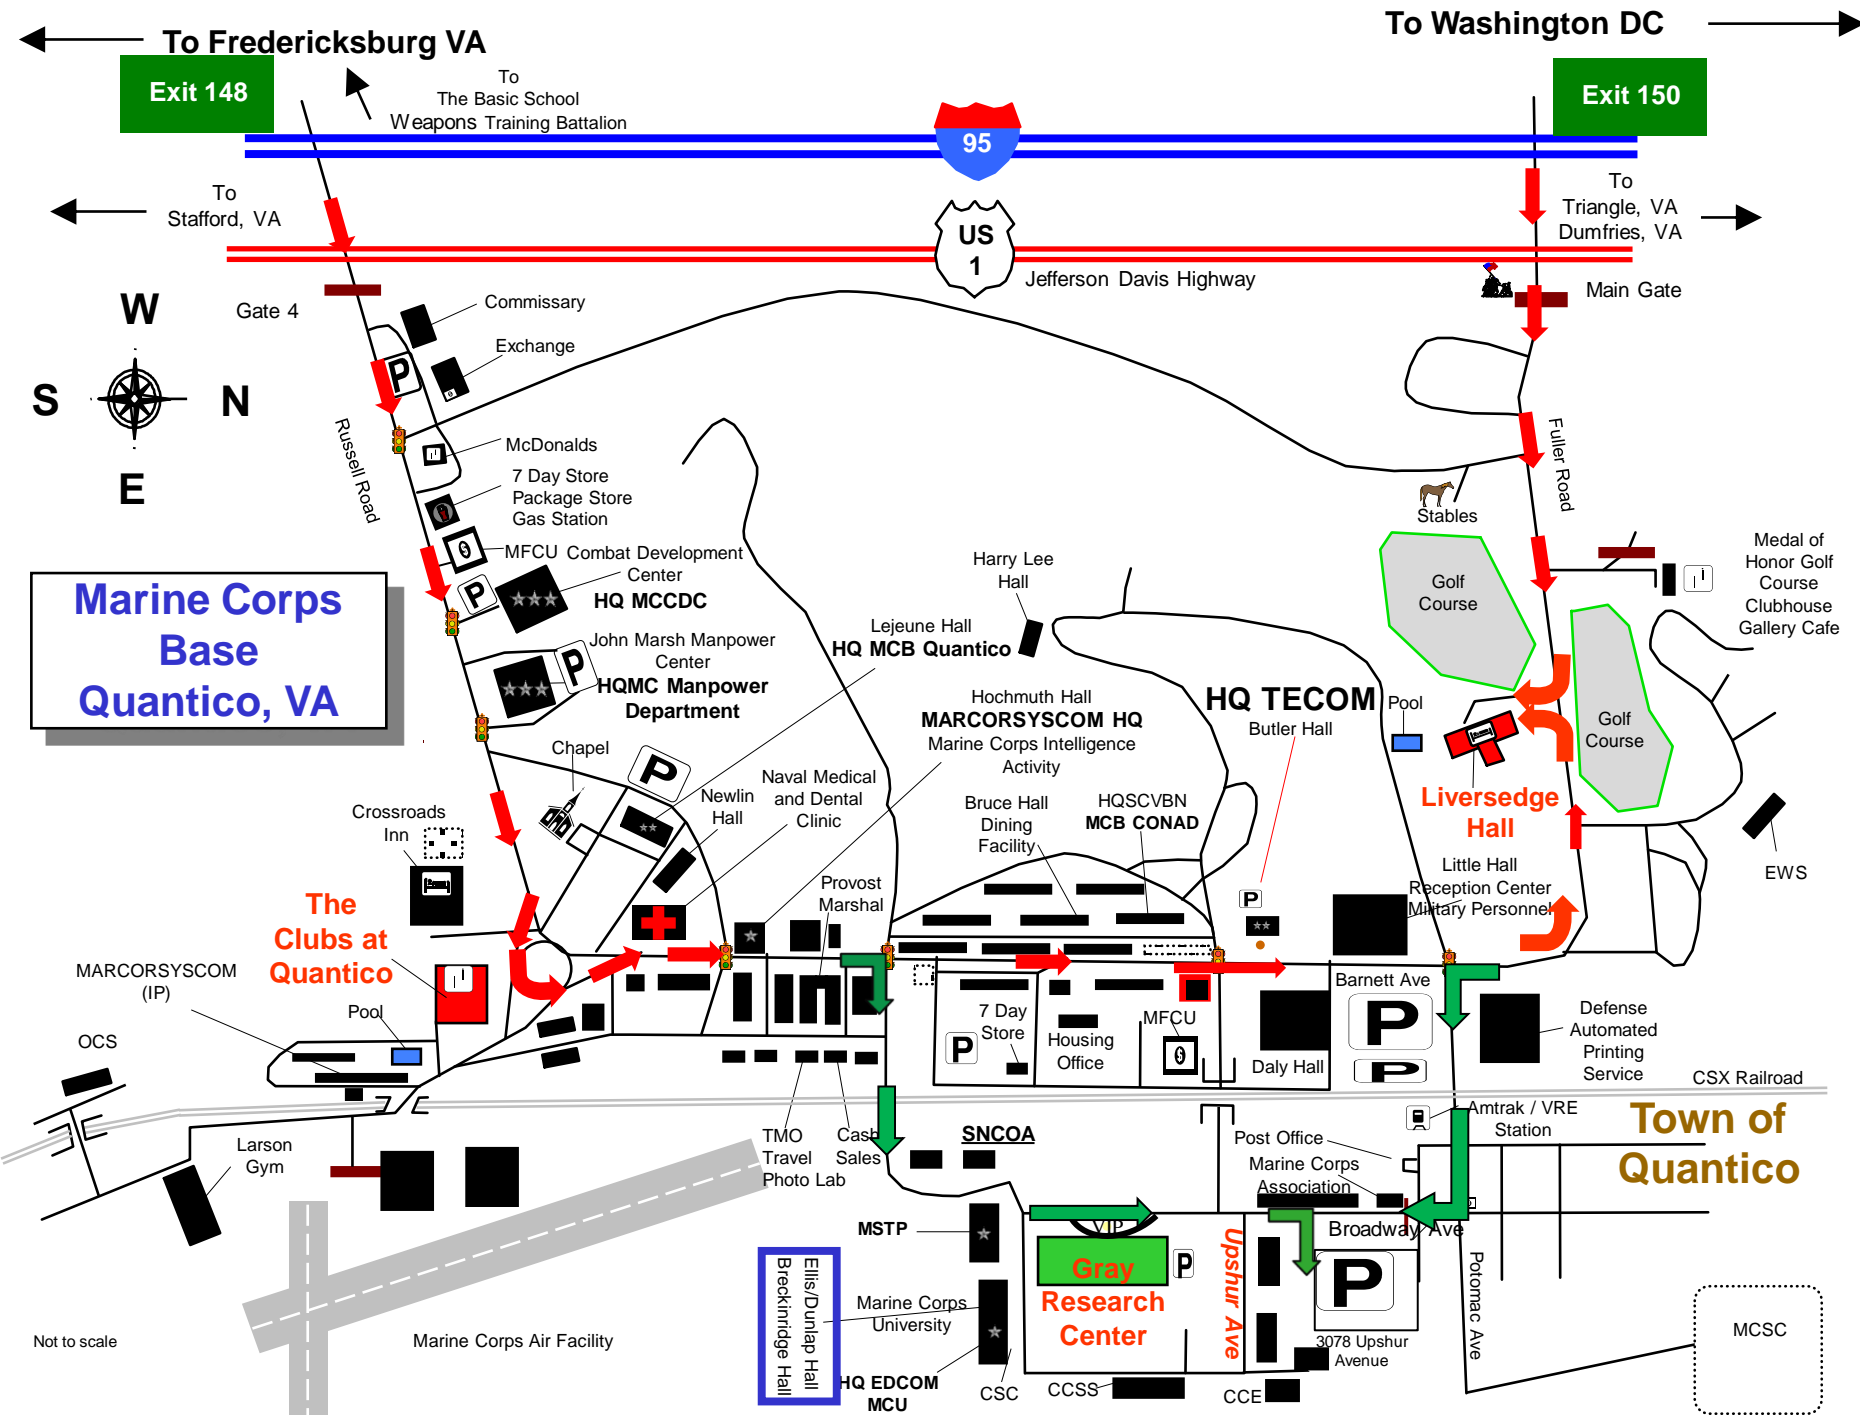 To Fredericksburg VA
To Washington DC
Exit 148
Exit 150
To
The Basic School
Weapons Training Battalion
95
To
Stafford, VA
To
Triangle, VA
Dumfries, VA
US
1
Jefferson Davis Highway
Gate 4
Main Gate
W
S
N
E
Commissary
Exchange
P
Russell Road
McDonalds
7 Day Store
Package Store
Gas Station
MFCU
Combat Development
Center
HQ MCCDC
P
John Marsh Manpower
Center
HQMC Manpower
Department
P
Marine Corps
Base
Quantico, VA
Fuller Road
Stables
Golf
Course
Golf
Course
Medal of
Honor Golf
Course
Clubhouse
Gallery Cafe
Harry Lee
Hall
Lejeune Hall
HQ MCB Quantico
Hochmuth Hall
MARCORSYSCOM HQ
Marine Corps Intelligence
Activity
HQ TECOM
Butler Hall
Pool
Chapel
P
Newlin
Hall
Naval Medical
and Dental
Clinic
Bruce Hall
Dining
Facility
HQSCVBN
MCB CONAD
Liversedge
Hall
Crossroads
Inn
Provost
Marshal
P
Little Hall
Reception Center
Military Personnel
EWS
The
Clubs at
Quantico
MARCORSYSCOM
(IP)
Pool
OCS
7 Day
Store
P
Housing
Office
MFCU
Daly Hall
Barnett Ave
P
P
Defense
Automated
Printing
Service
CSX Railroad
Larson
Gym
TMO
Travel
Photo Lab
Cash
Sales
SNCOA
Post Office
Marine Corps
Association
Amtrak / VRE
Station
Town of
Quantico
MSTP
VIP
Broadway Ave
Gray
Research
Center
P
Upshur Ave
P
Potomac Ave
Ellis/Dunlap Hall
Breckinridge Hall
Marine Corps
University
HQ EDCOM
MCU
CSC
CCSS
CCE
3078 Upshur
Avenue
MCSC
Not to scale
Marine Corps Air Facility